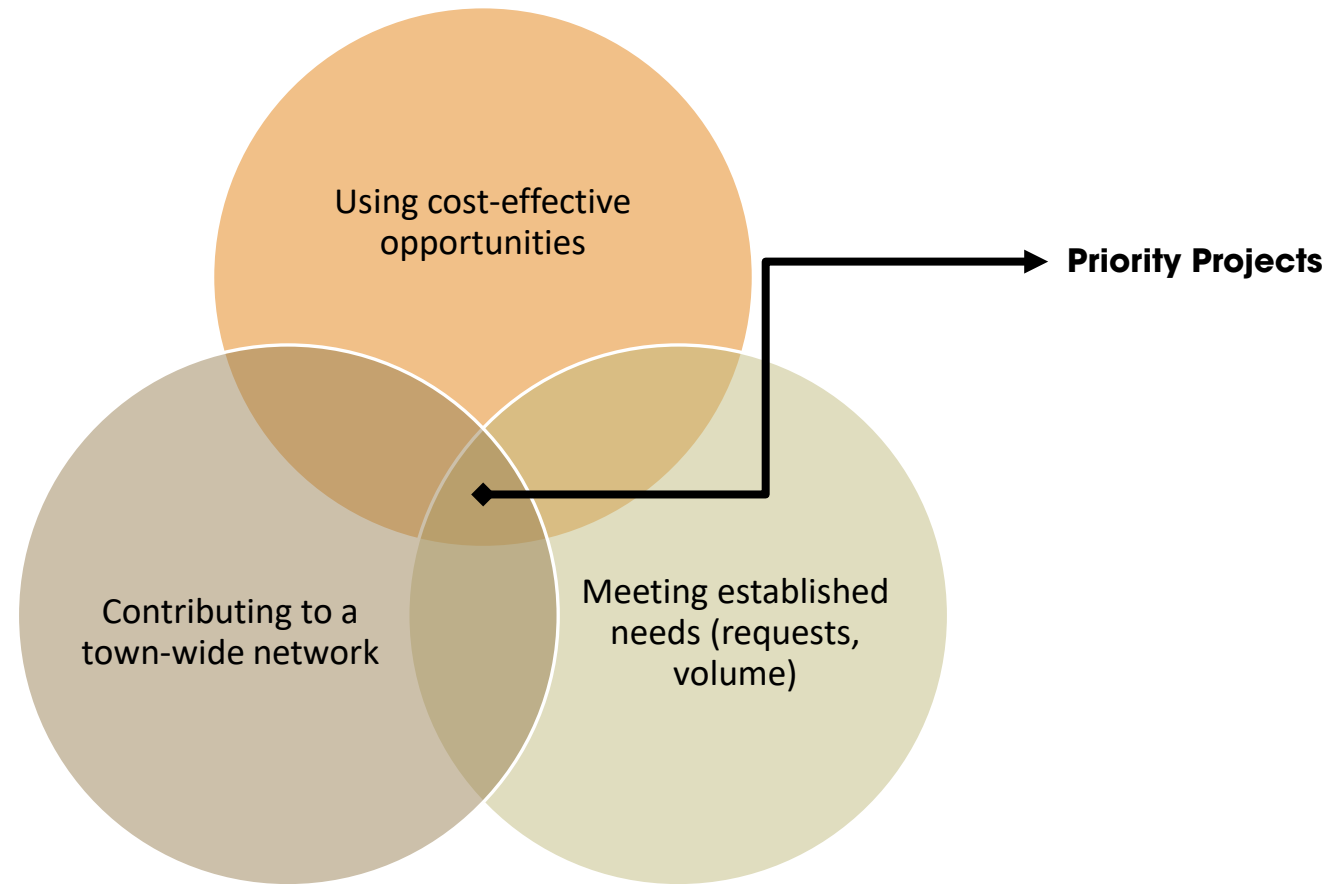 Using cost-effective
opportunities
Priority Projects
Contributing to a
town-wide network
Meeting established
needs (requests,
volume)